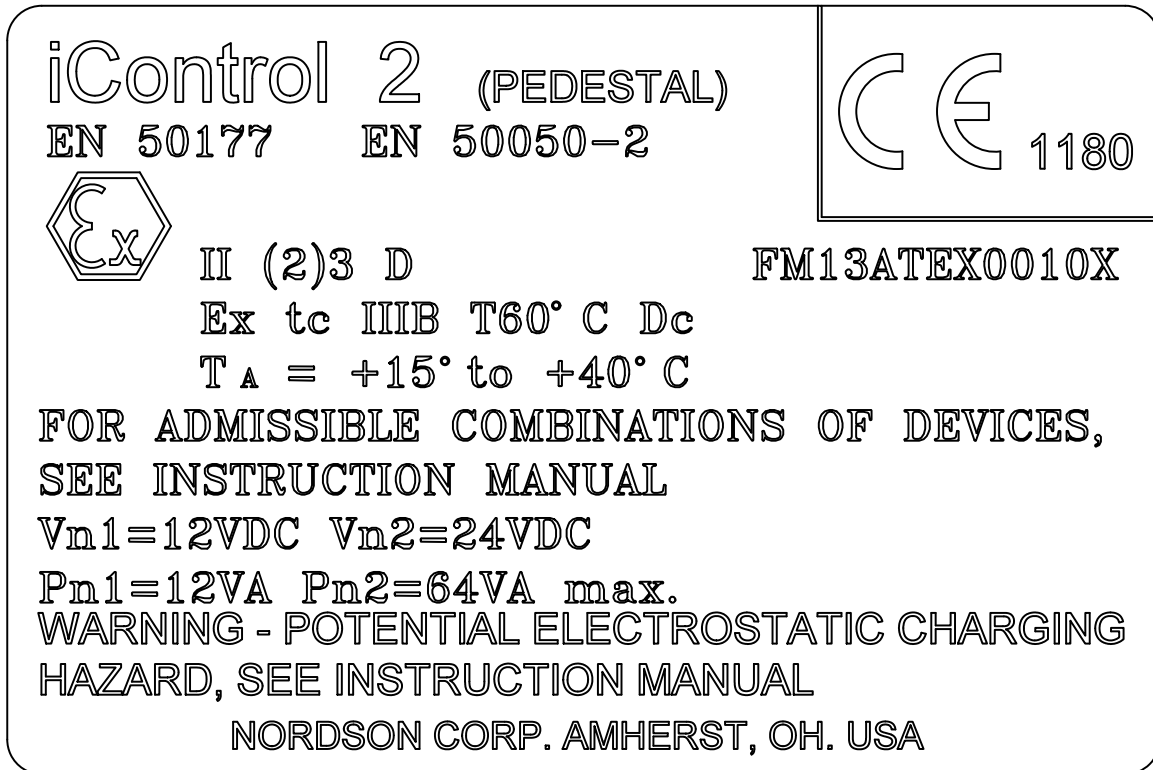 iControl 2 (PEDESTAL)
EN 50177 EN 50050-2
CE 1180
Ex
II (2)3 D FM13ATEX0010X
Ex tc IIIB T60° C Dc
TA = +15° to +40° C
FOR ADMISSIBLE COMBINATIONS OF DEVICES,
SEE INSTRUCTION MANUAL
Vn1=12VDC Vn2=24VDC
Pn1=12VA Pn2=64VA max.
WARNING - POTENTIAL ELECTROSTATIC CHARGING
HAZARD, SEE INSTRUCTION MANUAL
NORDSON CORP. AMHERST, OH. USA